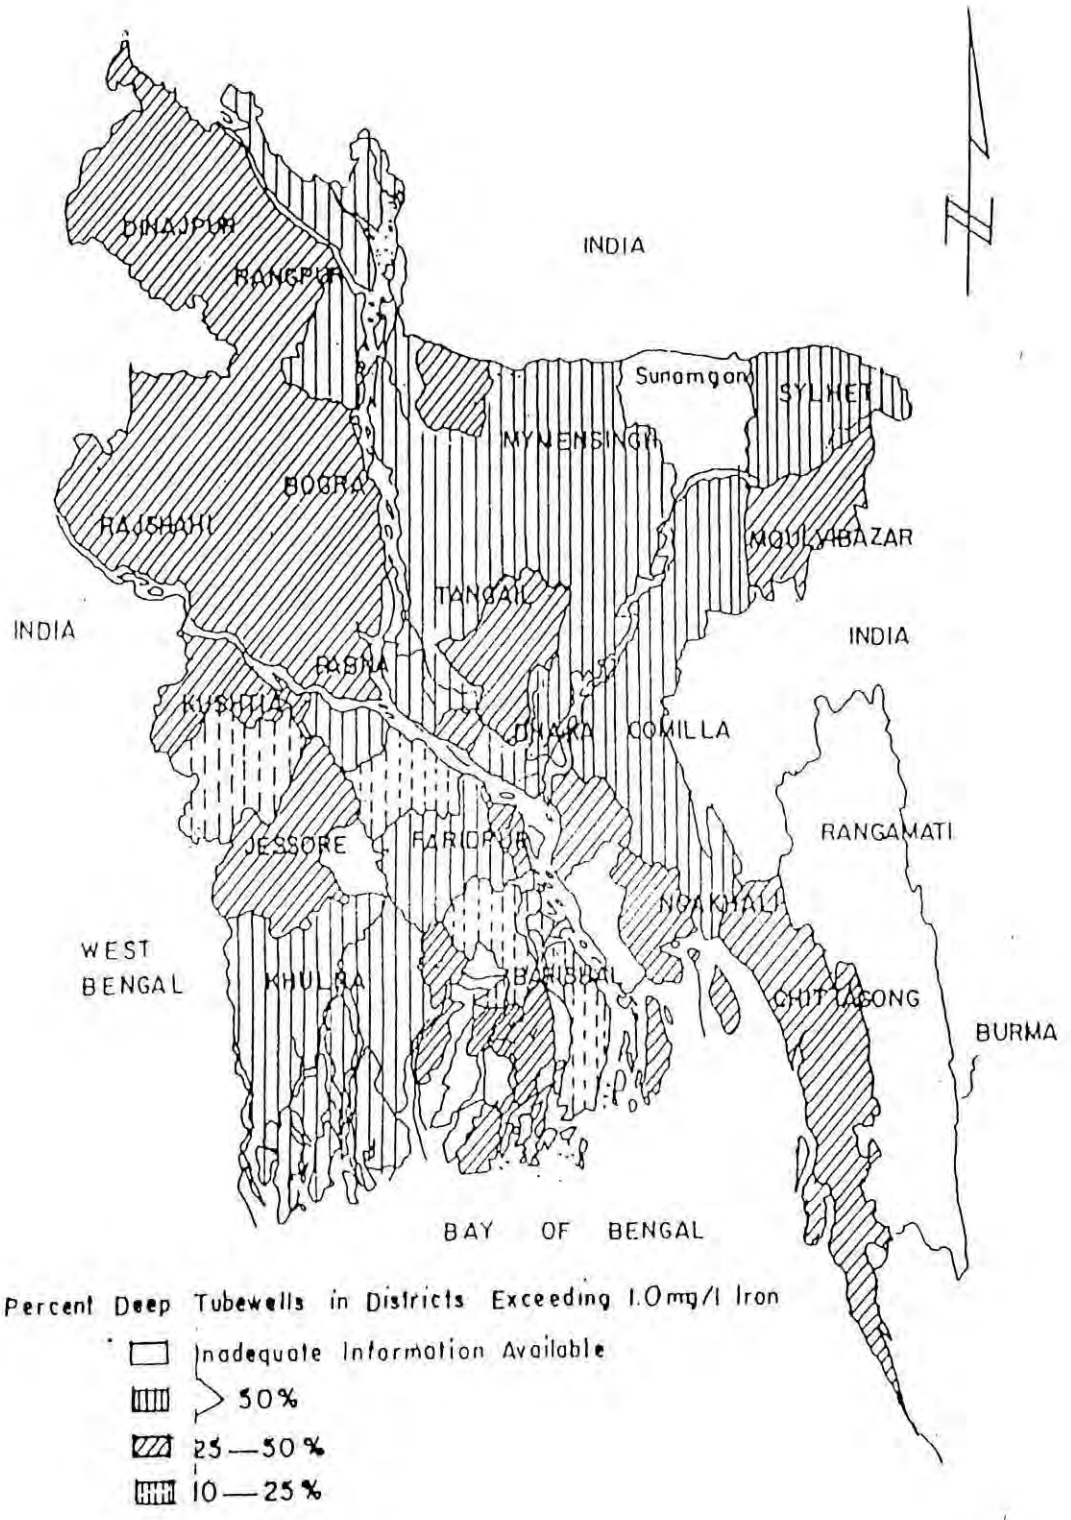 DINAJPUR
INDIA
RANGPUR
Sunamganj
SYLHET
MYMENSINGH
BOGRA
RAJSHAHI
MOULVIBAZAR
TANGAIL
INDIA
INDIA
PABNA
KUSHTIA
DHAKA
COMILLA
RANGAMATI
JESSORE
FARIDPUR
NOAKHALI
WEST
BENGAL
KHULNA
BARISHAL
CHITTAGONG
BURMA
BAY OF BENGAL
Percent Deep Tubewells in Districts Exceeding 1.0mg/l Iron
Inadequate Information Available
> 50%
25—50%
10—25%